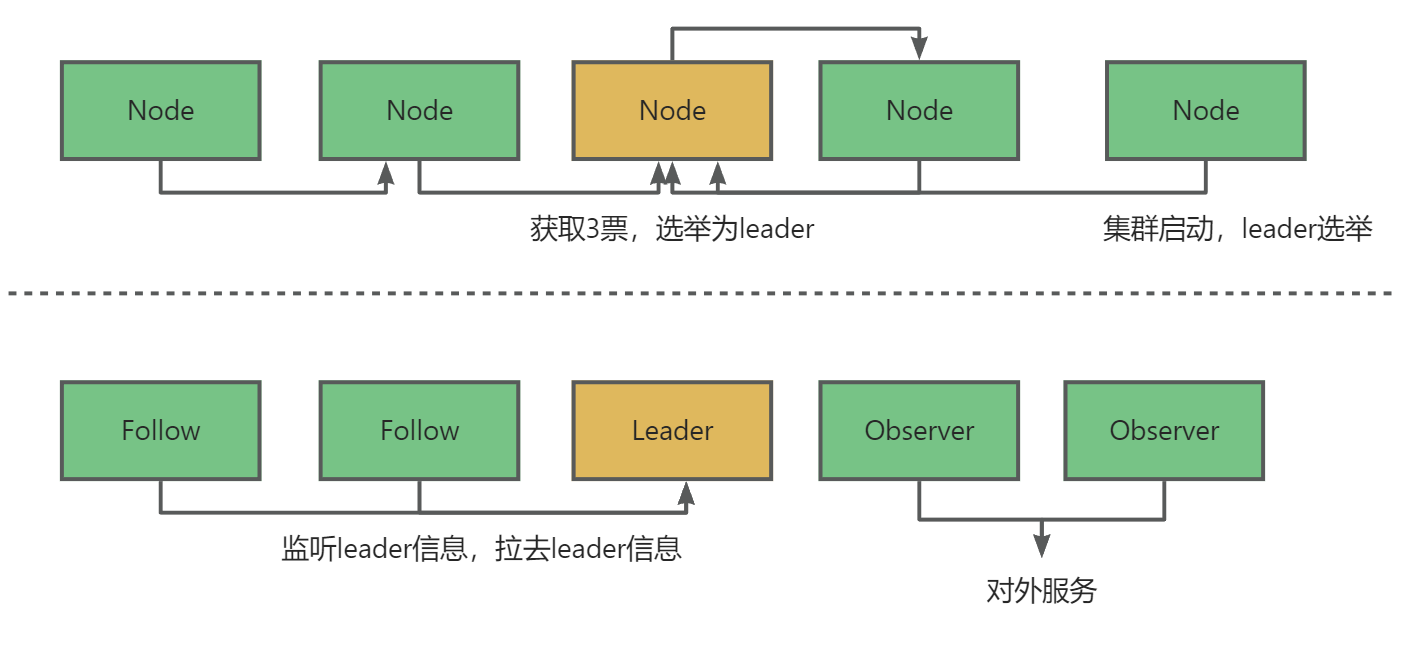 Node
Node
Node
Node
Node
获取3票，选举为leader
集群启动，leader选举
Follow
Follow
Leader
Observer
Observer
监听leader信息，拉去leader信息
对外服务